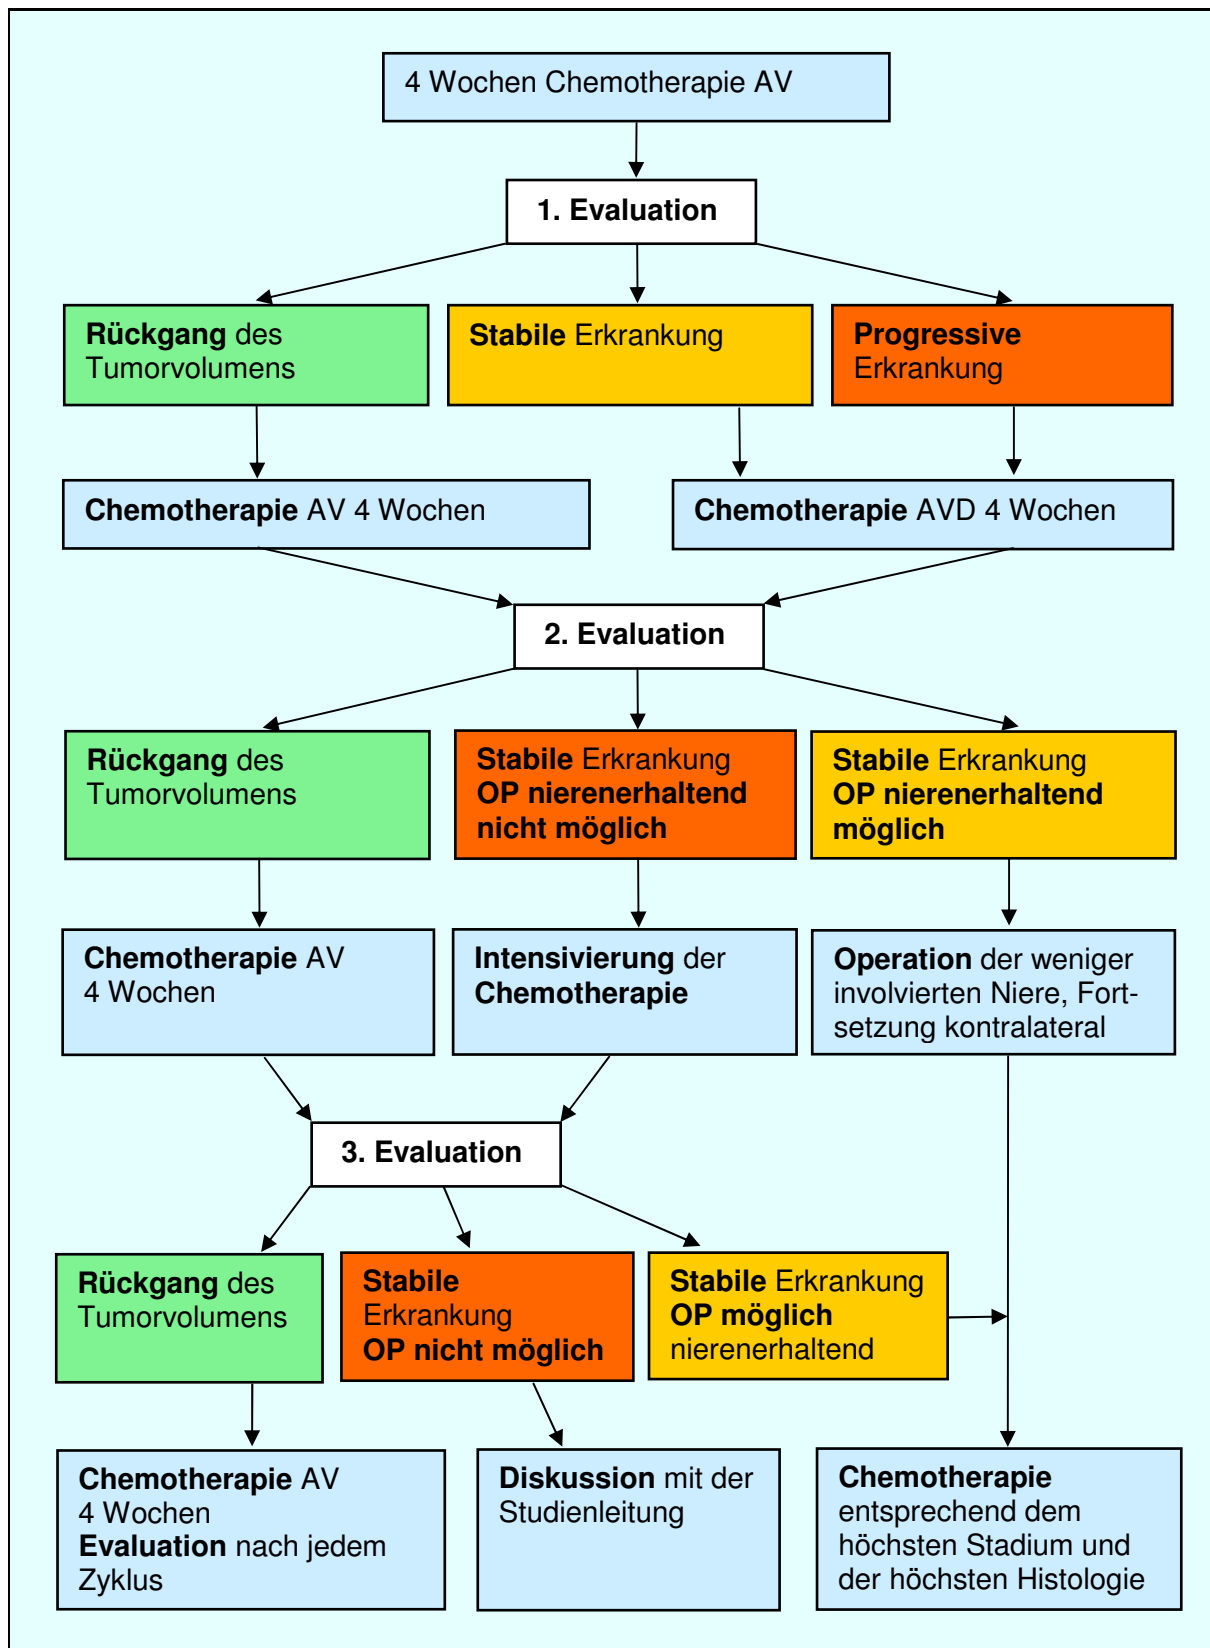 4 Wochen Chemotherapie AV
1. Evaluation
Rückgang des
Tumorvolumens
Stabile Erkrankung
Progressive
Erkrankung
Chemotherapie AV 4 Wochen
Chemotherapie AVD 4 Wochen
2. Evaluation
Rückgang des
Tumorvolumens
Stabile Erkrankung
OP nierenerhaltend
nicht möglich
Stabile Erkrankung
OP nierenerhaltend
möglich
Chemotherapie AV
4 Wochen
Intensivierung der
Chemotherapie
Operation der weniger
involvierten Niere, Fort-
setzung kontralateral
3. Evaluation
Rückgang des
Tumorvolumens
Stabile
Erkrankung
OP nicht möglich
Stabile Erkrankung
OP möglich
nierenerhaltend
Chemotherapie AV
4 Wochen
Evaluation nach jedem
Zyklus
Diskussion mit der
Studienleitung
Chemotherapie
entsprechend dem
höchsten Stadium und
der höchsten Histologie